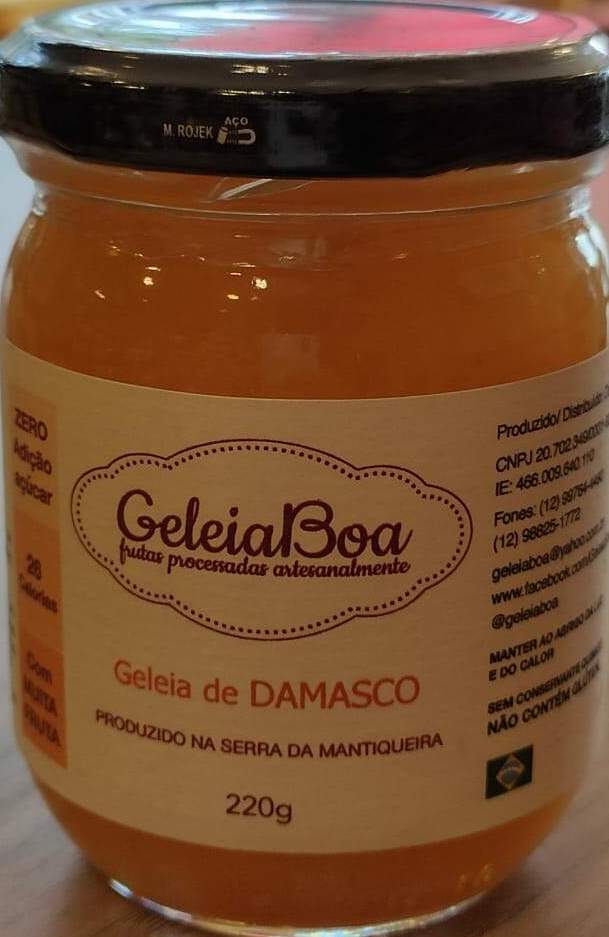 M. ROJEK
AÇO
ZERO
Adição
açúcar
28
Calorias
Com
MUITA
FRUTA
GeleiaBoa
frutas processadas artesanalmente
Geleia de DAMASCO
PRODUZIDO NA SERRA DA MANTIQUEIRA
220g
Produzido/
CNPJ
IE: 466.009.640.110
Fones: (12)
(12) 98825-1772
geleiaboa@yahoo.com
www.facebook.com
@geleiaboa
MANTER AO ABRIGO DA
E DO CALOR
SEM CONSERVANTE
NÃO CONTÉM GLÚTEN